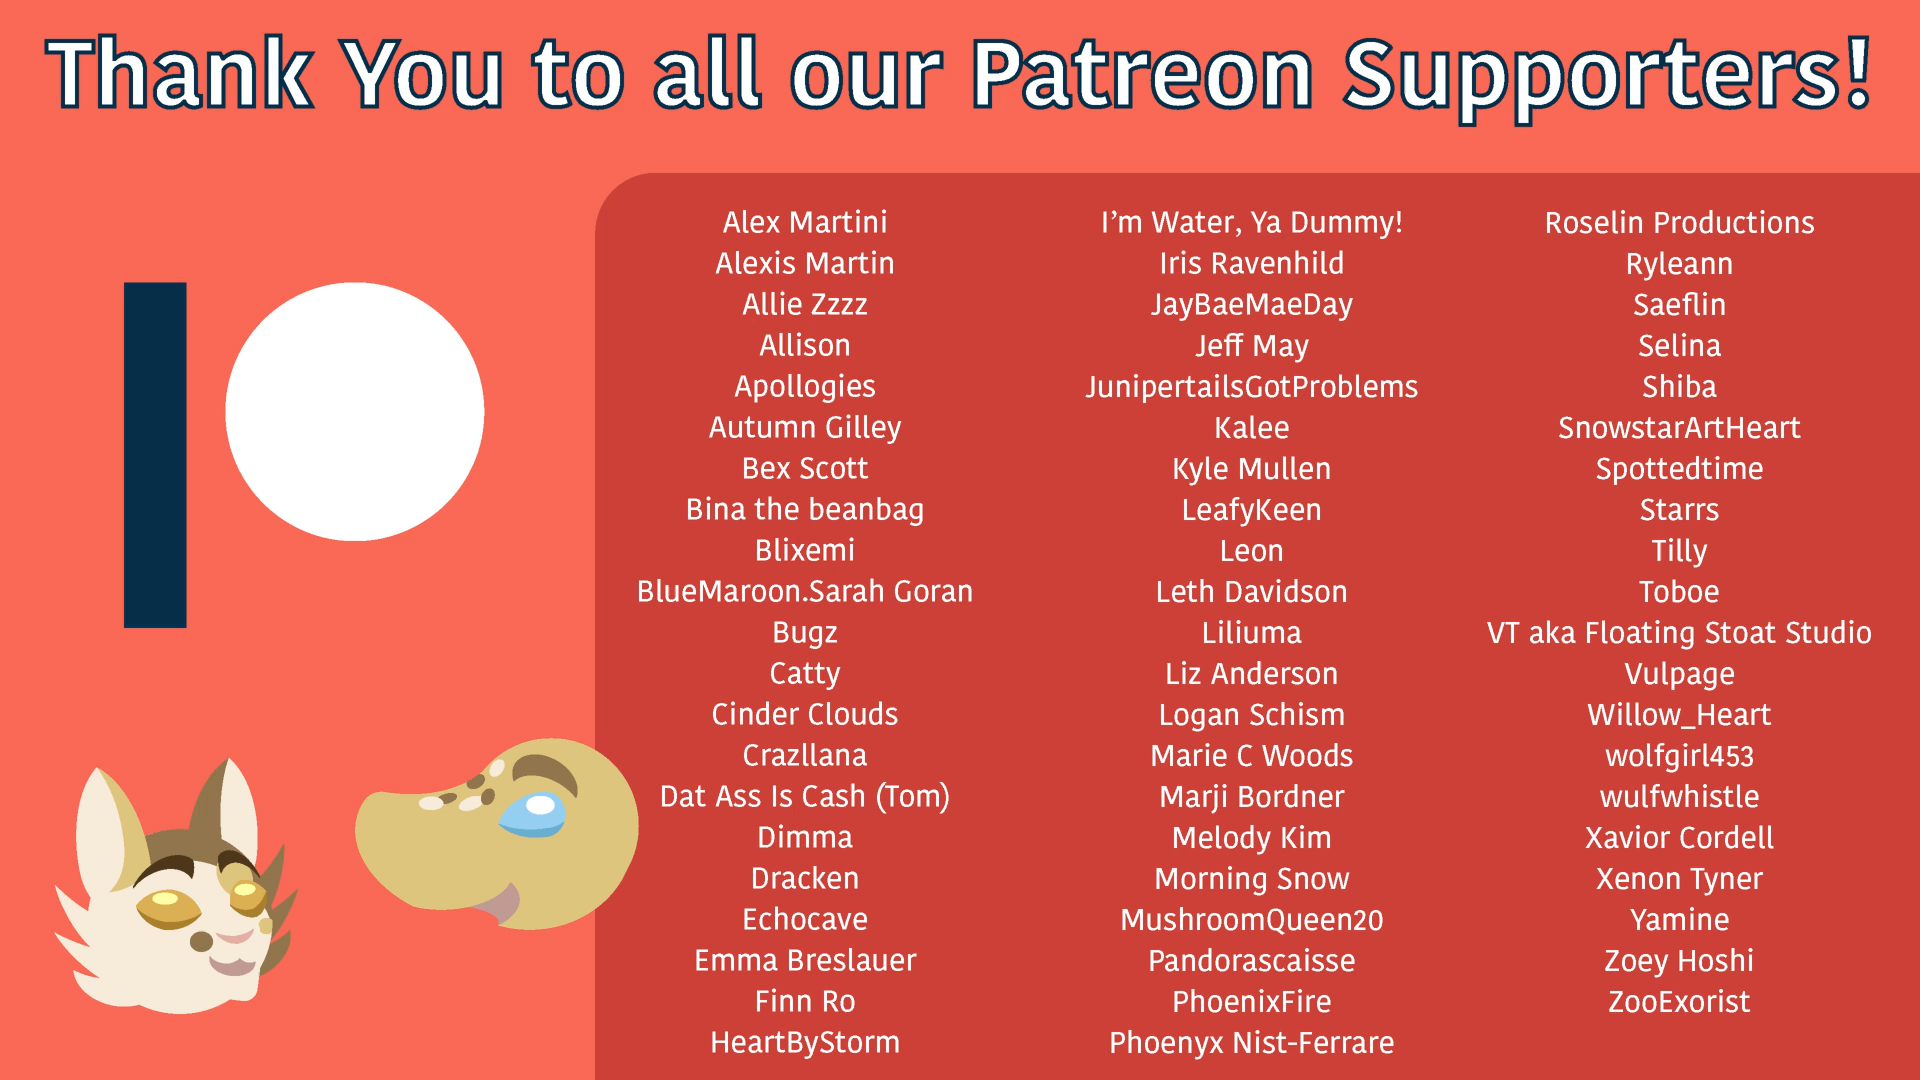 Thank You to all our Patreon Supporters!
Alex Martini
Alexis Martin
Allie Zzzz
Allison
Apollogies
Autumn Gilley
Bex Scott
Bina the beanbag
Blixemi
BlueMaroon.Sarah Goran
Bugz
Catty
Cinder Clouds
Crazllana
Dat Ass Is Cash (Tom)
Dimma
Dracken
Echocave
Emma Breslauer
Finn Ro
HeartByStorm
I’m Water, Ya Dummy!
Iris Ravenhild
JayBaeMaeDay
Jeff May
JunipertailsGotProblems
Kalee
Kyle Mullen
LeafyKeen
Leon
Leth Davidson
Liliuma
Liz Anderson
Logan Schism
Marie C Woods
Marji Bordner
Melody Kim
Morning Snow
MushroomQueen20
Pandorascaisse
PhoenixFire
Phoenyx Nist-Ferrare
Roselin Productions
Ryleann
Saeflin
Selina
Shiba
SnowstarArtHeart
Spottedtime
Starrs
Tilly
Toboe
VT aka Floating Stoat Studio
Vulpage
Willow_Heart
wolfgirl453
wulfwhistle
Xavior Cordell
Xenon Tyner
Yamine
Zoey Hoshi
ZooExorist